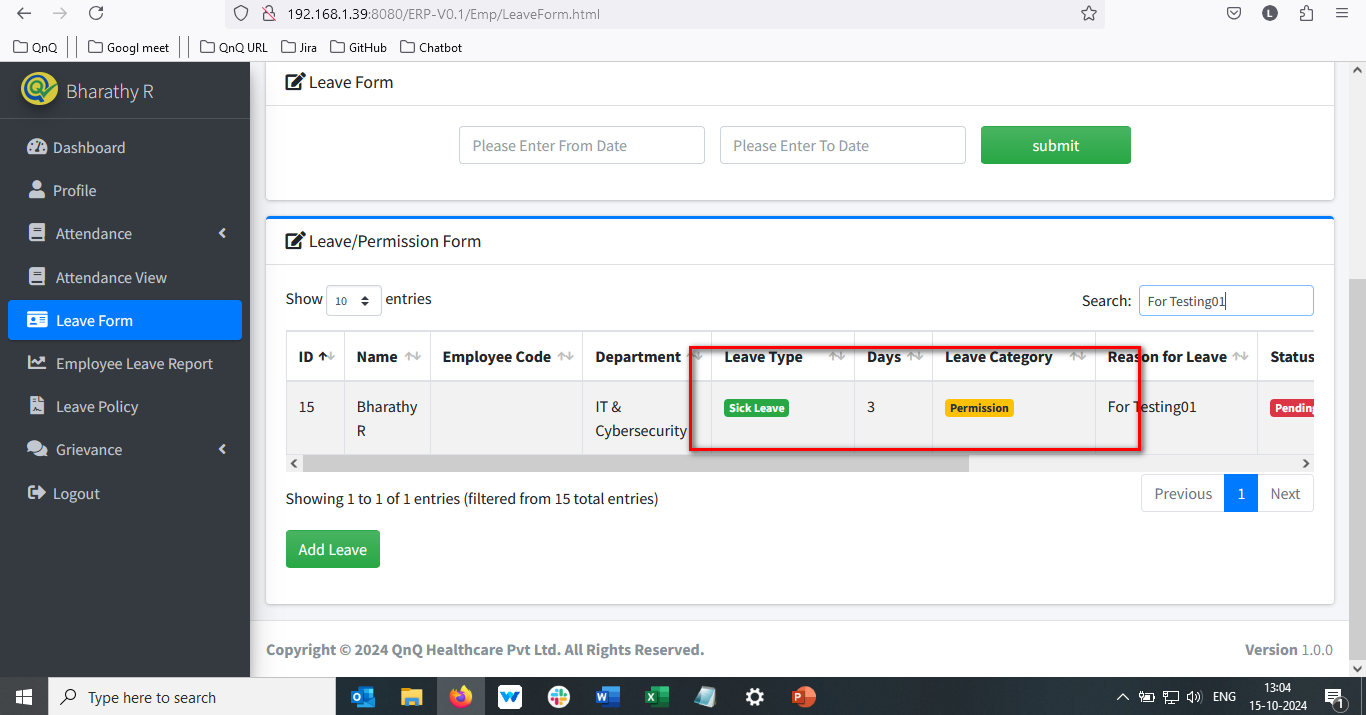 192.168.1.39:8080/ERP-V0.1/Emp/LeaveForm.html
L
QnQ
Googl meet
QnQ URL
Jira
GitHub
Chatbot
Bharathy R
Dashboard
Profile
Attendance
Attendance View
Leave Form
Employee Leave Report
Leave Policy
Grievance
Logout
Leave Form
Please Enter From Date
Please Enter To Date
submit
Leave/Permission Form
Show 10 entries
Search: For Testing01
ID Name Employee Code Department Leave Type Days Leave Category Reason for Leave Status
15 Bharathy R IT & Cybersecurity Sick Leave 3 Permission For Testing01 Pending
Showing 1 to 1 of 1 entries (filtered from 15 total entries)
Previous 1 Next
Add Leave
Copyright © 2024 QnQ Healthcare Pvt Ltd. All Rights Reserved.
Version 1.0.0
Type here to search
ENG
13:04
15-10-2024
1